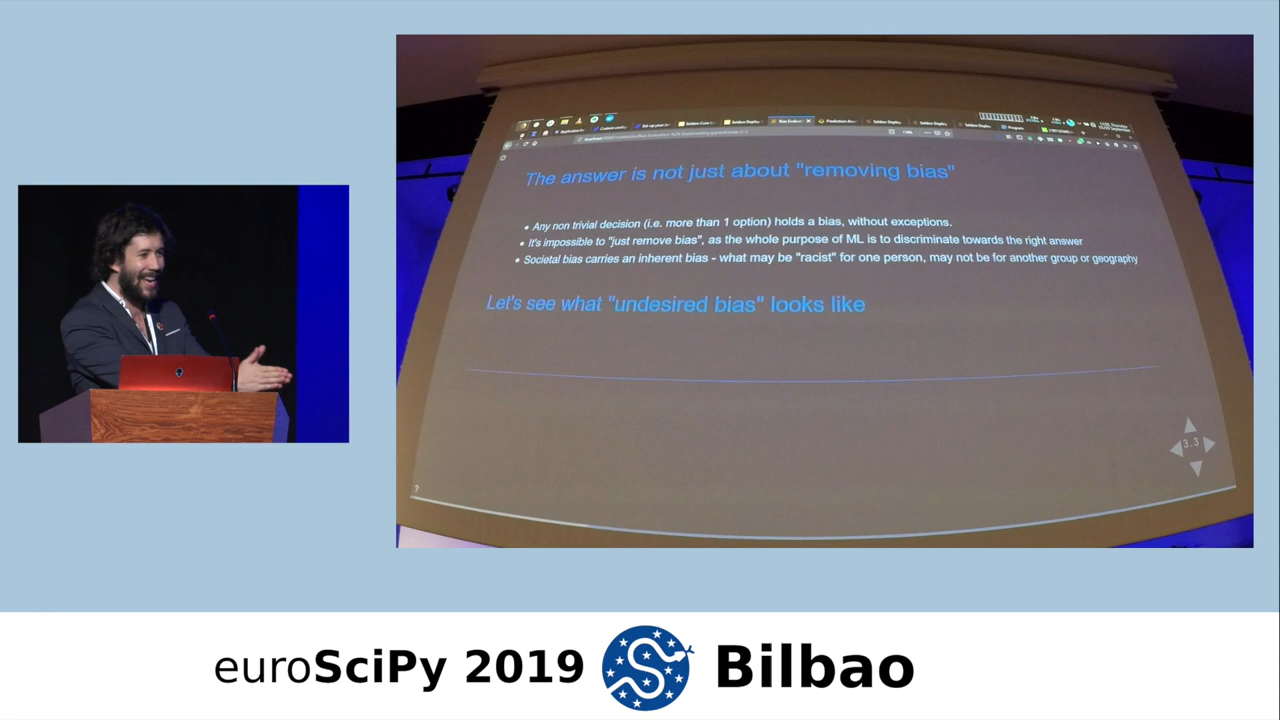 The answer is not just about "removing bias"
• Any non trivial decision (i.e. more than 1 option) holds a bias, without exceptions.
• It's impossible to "just remove bias", as the whole purpose of ML is to discriminate towards the right answer
• Societal bias carries an inherent bias - what may be "racist" for one person, may not be for another group or geography
Let's see what "undesired bias" looks like
3.3
?
euroSciPy 2019 Bilbao